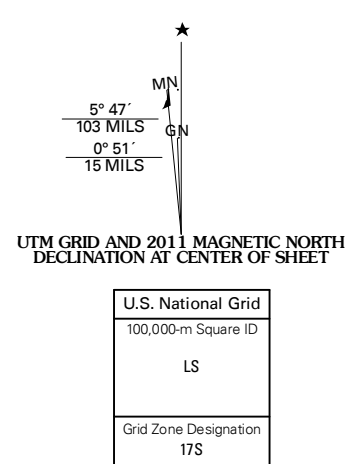 ★
MN
5° 47´
103 MILS
GN
0° 51´
15 MILS
UTM GRID AND 2011 MAGNETIC NORTH
DECLINATION AT CENTER OF SHEET
U.S. National Grid
100,000-m Square ID
LS
Grid Zone Designation
17S